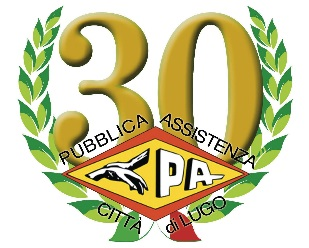 30
PUBBLICA ASSISTENZA
PA
CITTÀ di LUGO